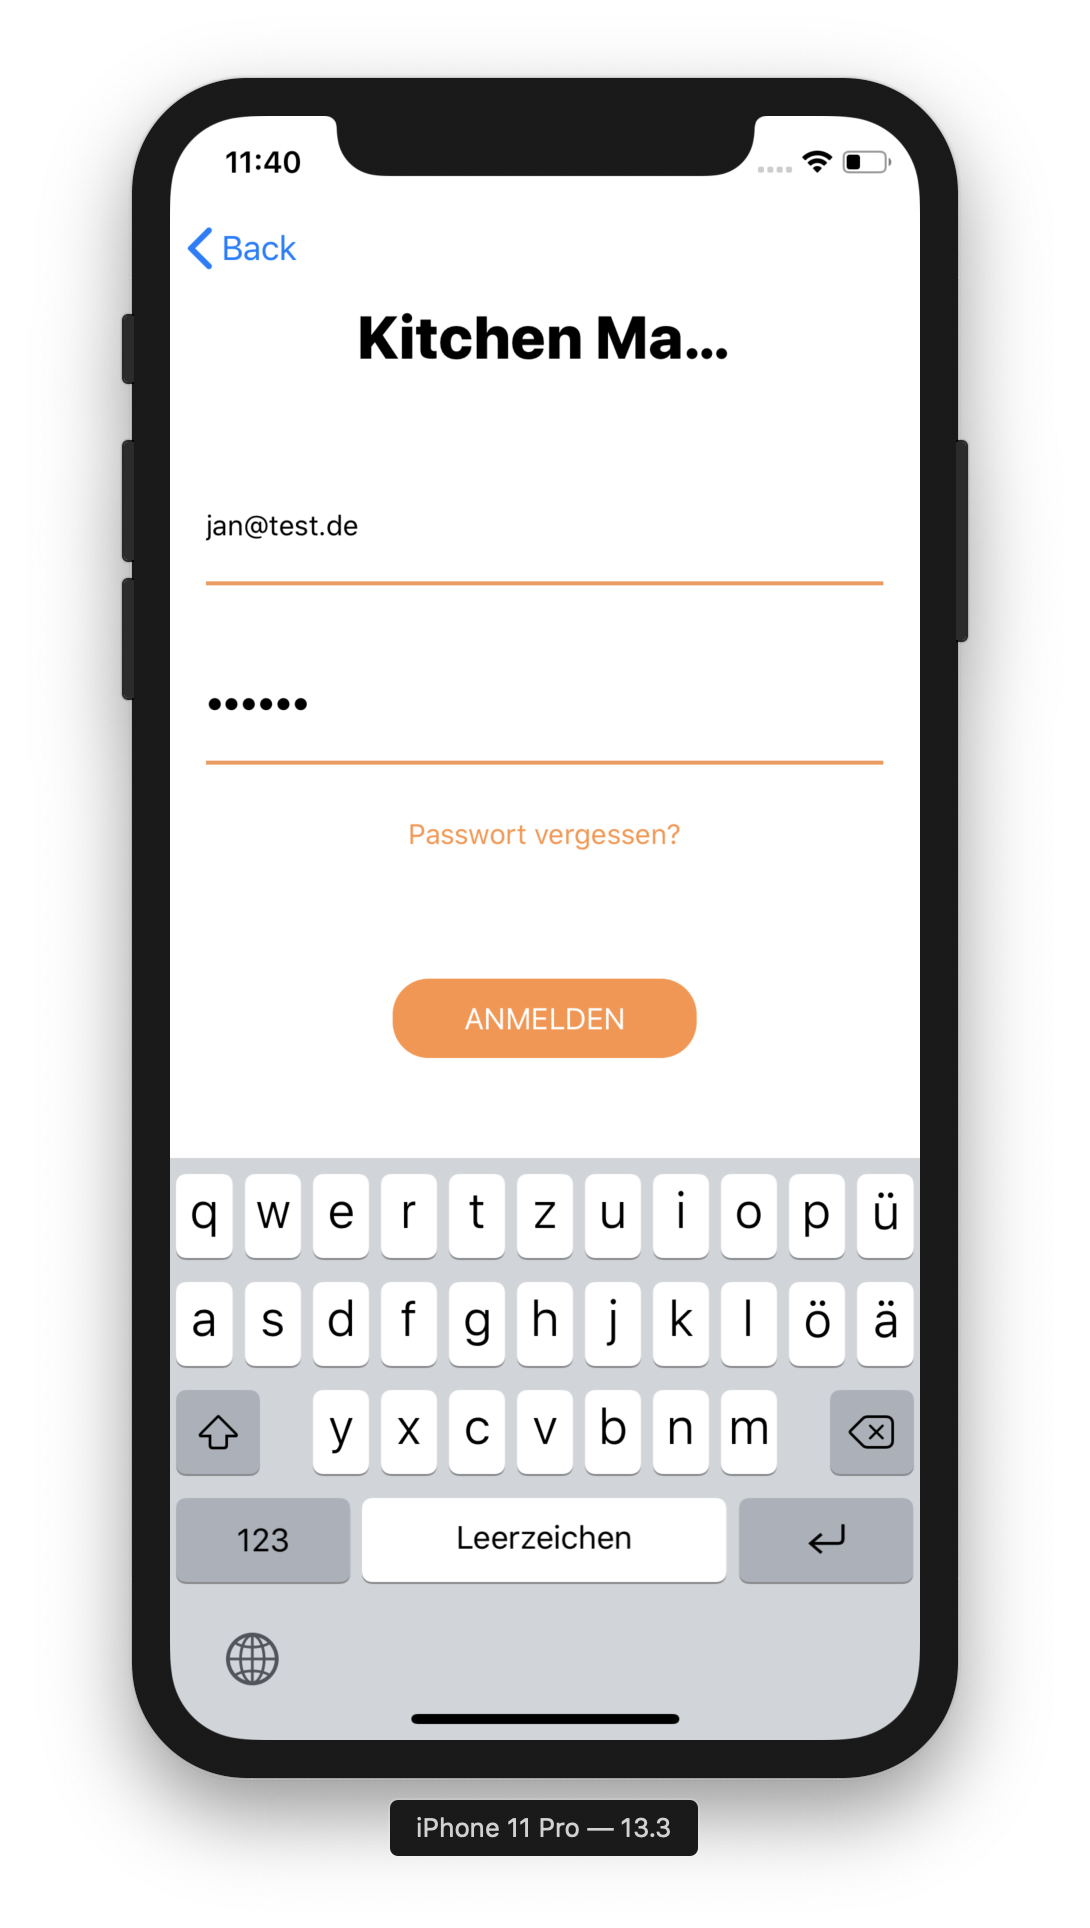 11:40
Back
Kitchen Ma...
jan@test.de
••••••
Passwort vergessen?
ANMELDEN
q w e r t z u i o p ü
a s d f g h j k l ö ä
y x c v b n m
123 Leerzeichen
iPhone 11 Pro — 13.3